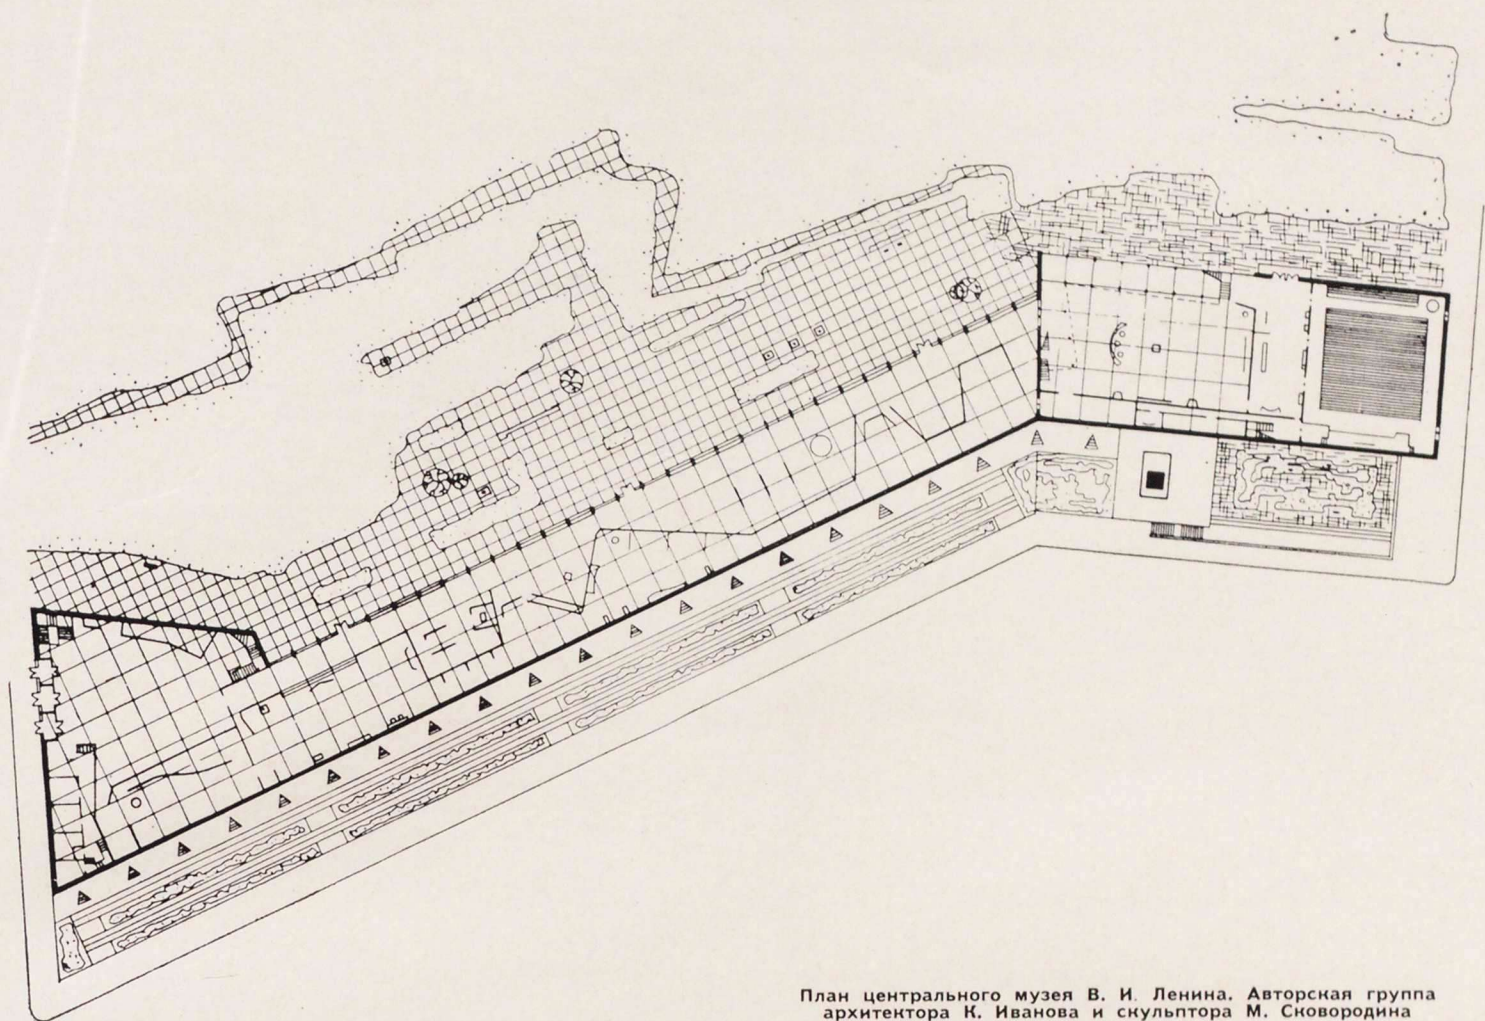 План центрального музея В. И. Ленина. Авторская группа
архитектора К. Иванова и скульптора М. Сковородина